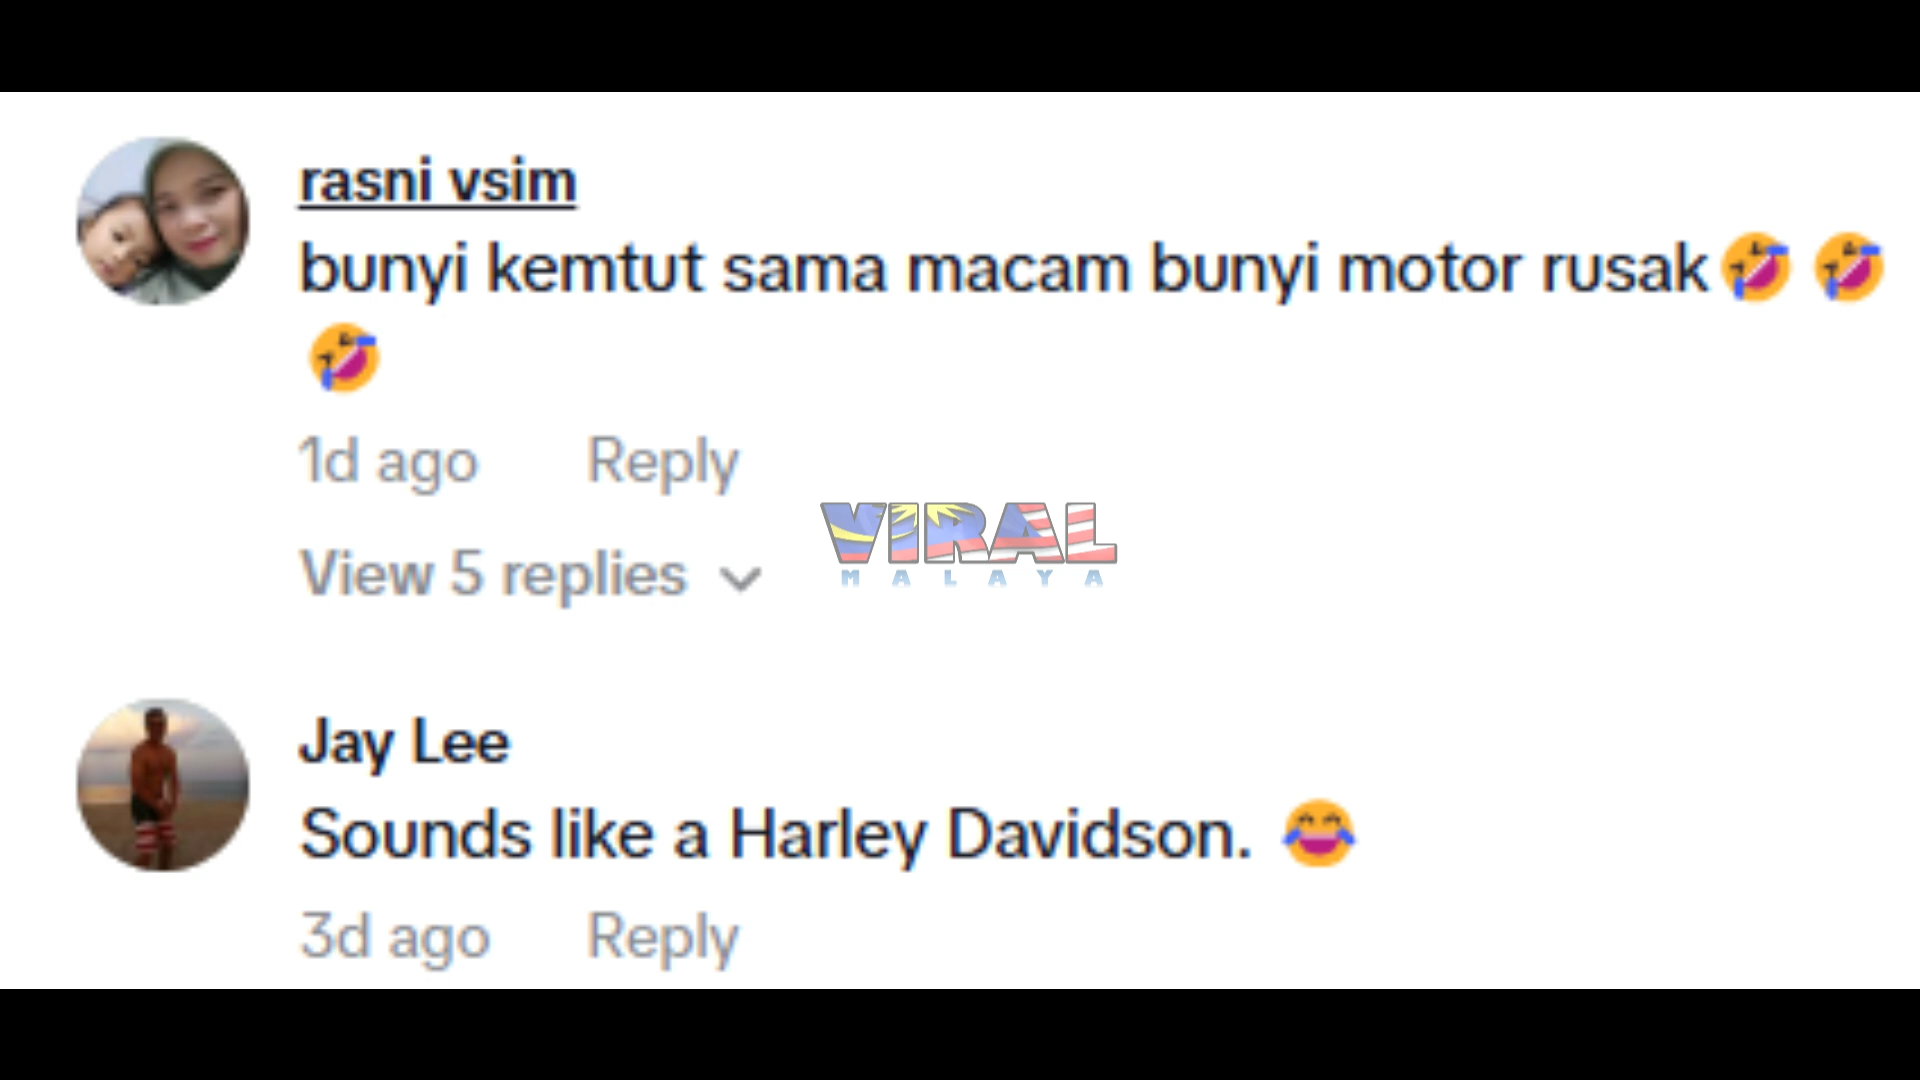 rasni vsim
bunyi kemtut sama macam bunyi motor rusak🤣 🤣
🤣
1d ago Reply
View 5 replies
VIRAL
MALAYA
Jay Lee
Sounds like a Harley Davidson. 😂
3d ago Reply